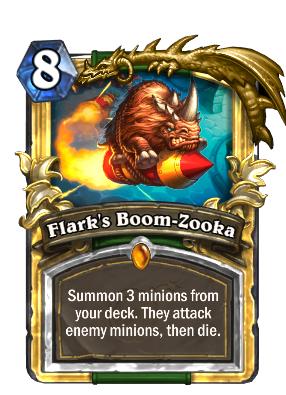 8
Flark's Boom-Zooka
Summon 3 minions from
your deck. They attack
enemy minions, then die.